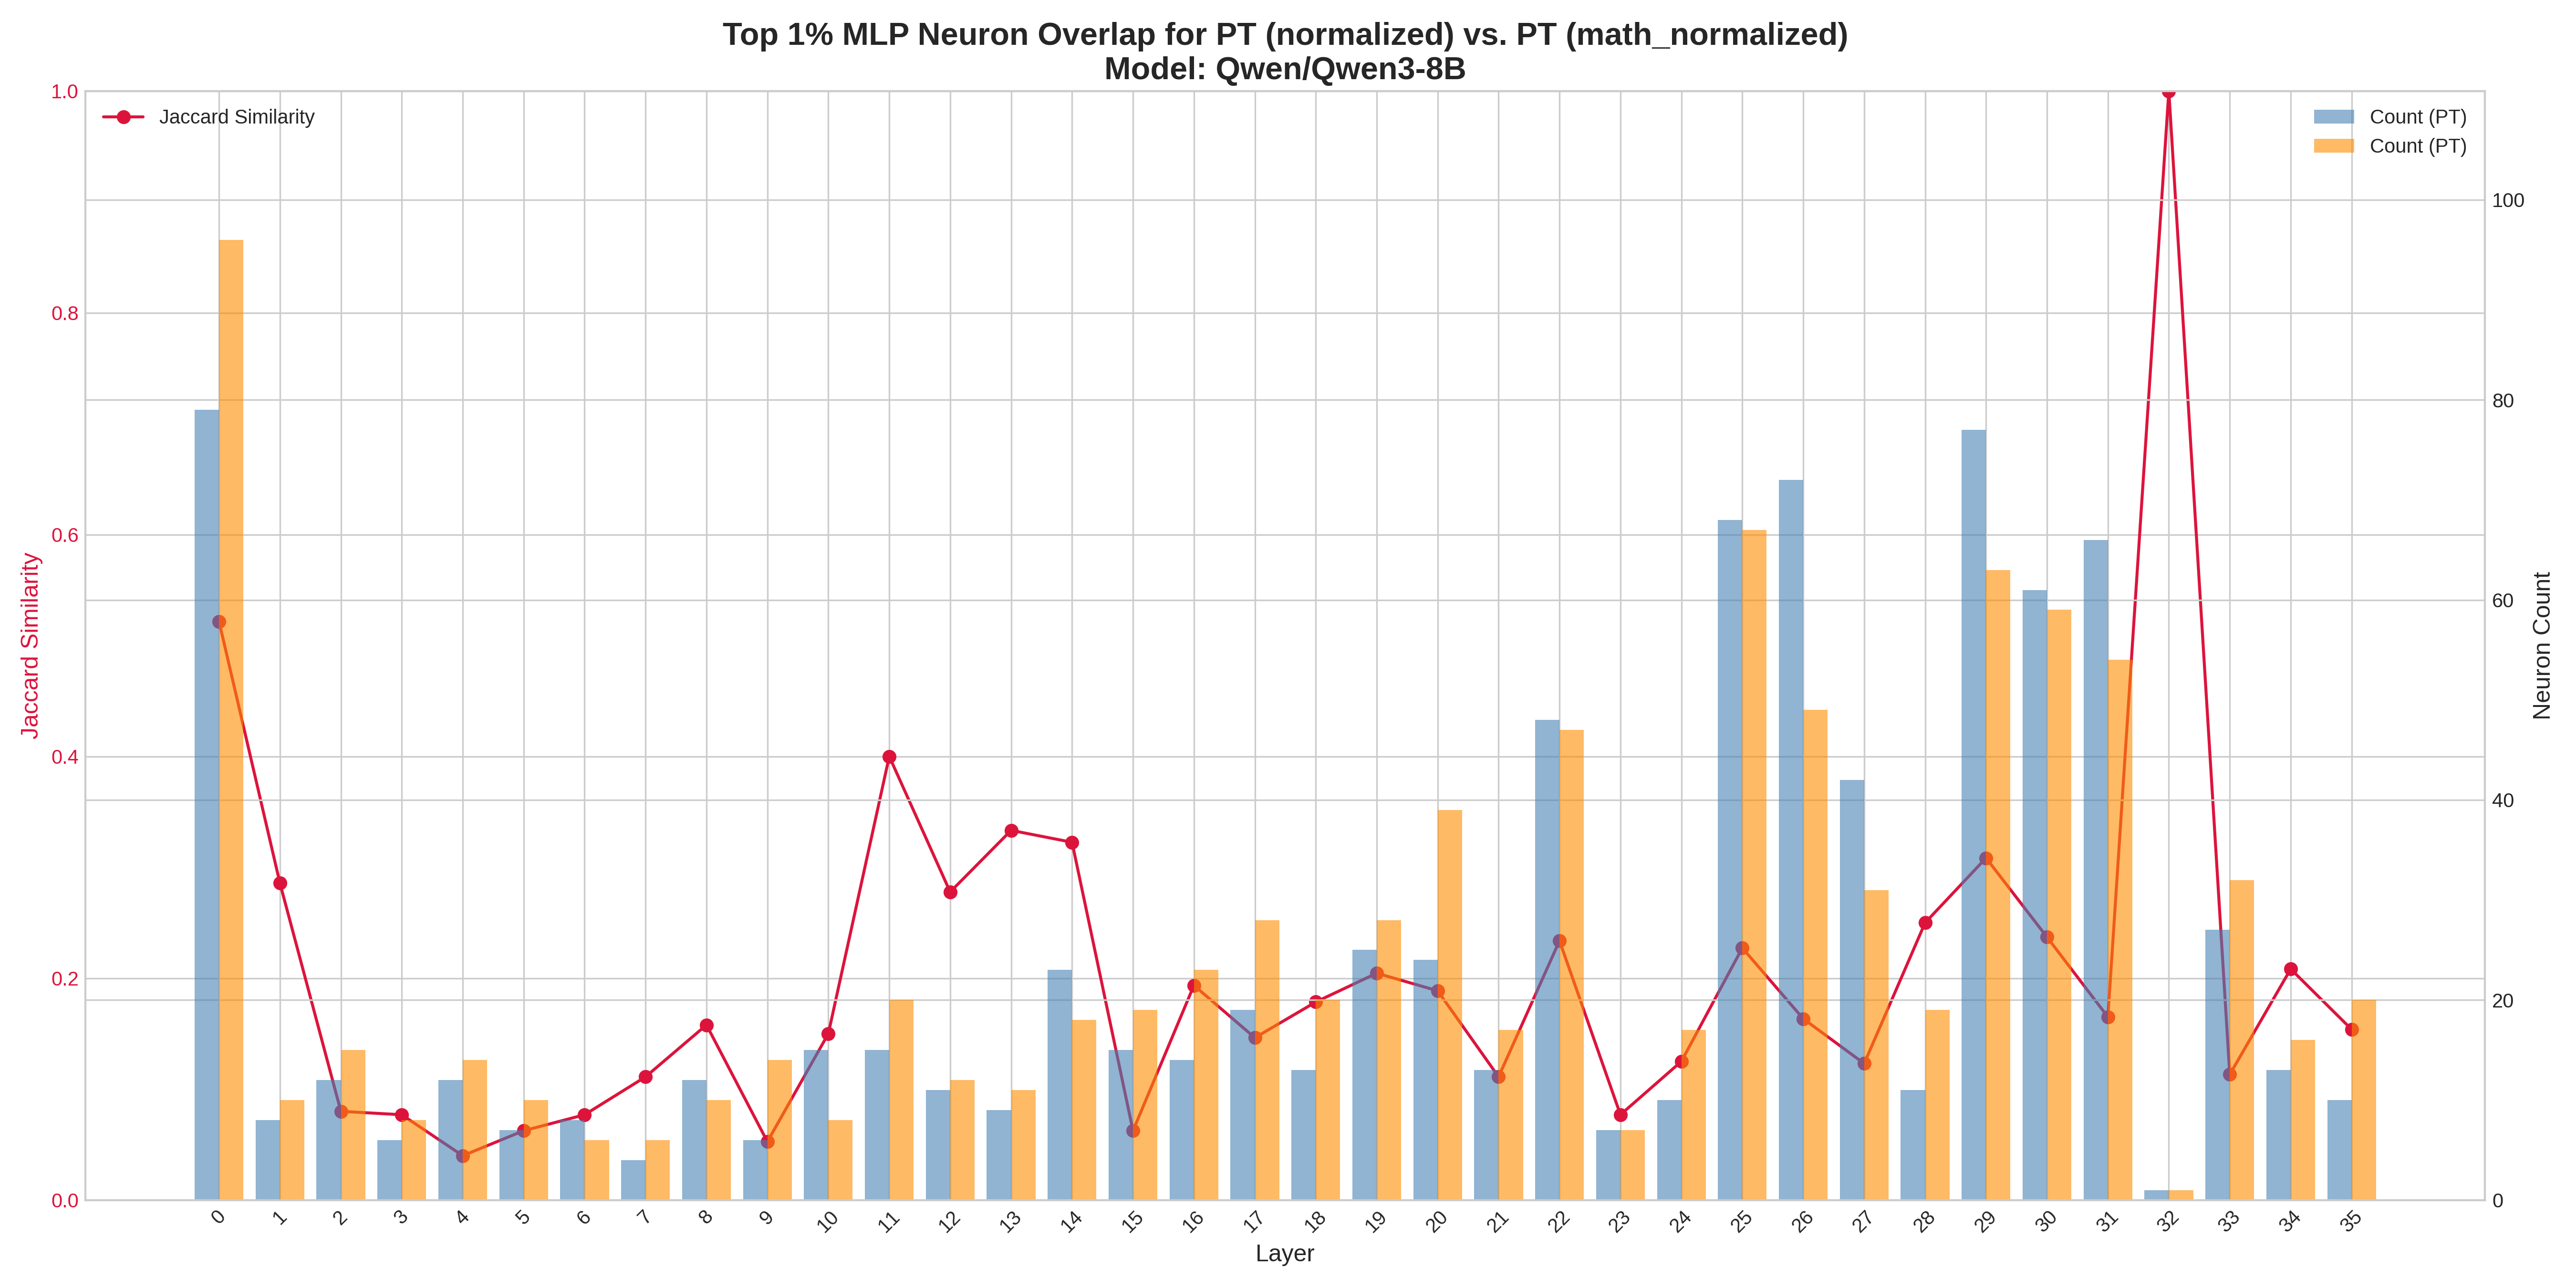 Top 1% MLP Neuron Overlap for PT (normalized) vs. PT (math_normalized)
Model: Qwen/Qwen3-8B
Jaccard Similarity
Count (PT)
Count (PT)
Jaccard Similarity
1.0
0.8
0.6
0.4
0.2
0.0
Neuron Count
100
80
60
40
20
0
0 1 2 3 4 5 6 7 8 9 10 11 12 13 14 15 16 17 18 19 20 21 22 23 24 25 26 27 28 29 30 31 32 33 34 35
Layer